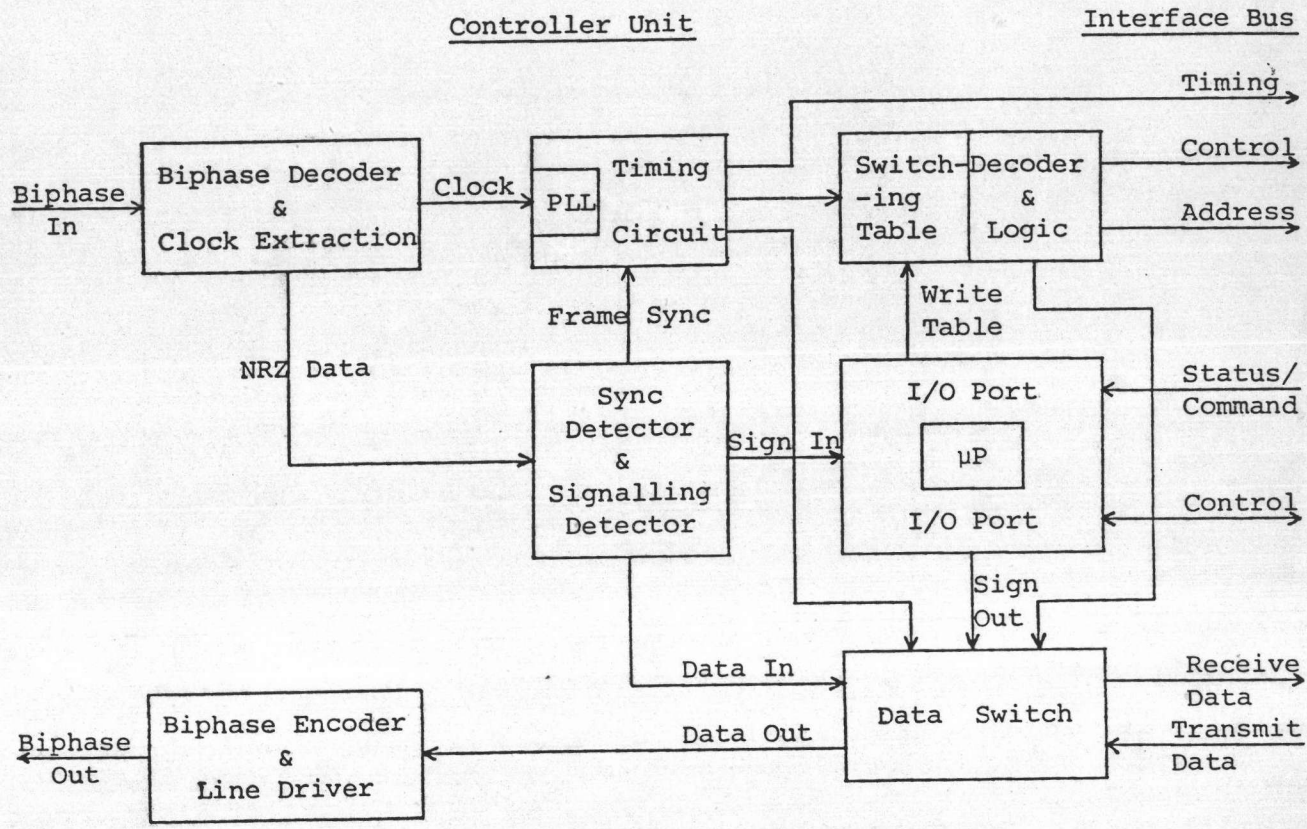 Controller Unit
Interface Bus
Timing
Biphase
In
Biphase Decoder
&
Clock Extraction
Clock
PLL
Timing
Circuit
Switch-
-ing
Table
Decoder
&
Logic
Control
Address
Frame Sync
Write
Table
NRZ Data
Sync
Detector
&
Signalling
Detector
Sign In
I/O Port
µP
I/O Port
Status/
Command
Control
Sign
Out
Data In
Data Switch
Receive
Data
Transmit
Data
Data Out
Biphase Encoder
&
Line Driver
Biphase
Out